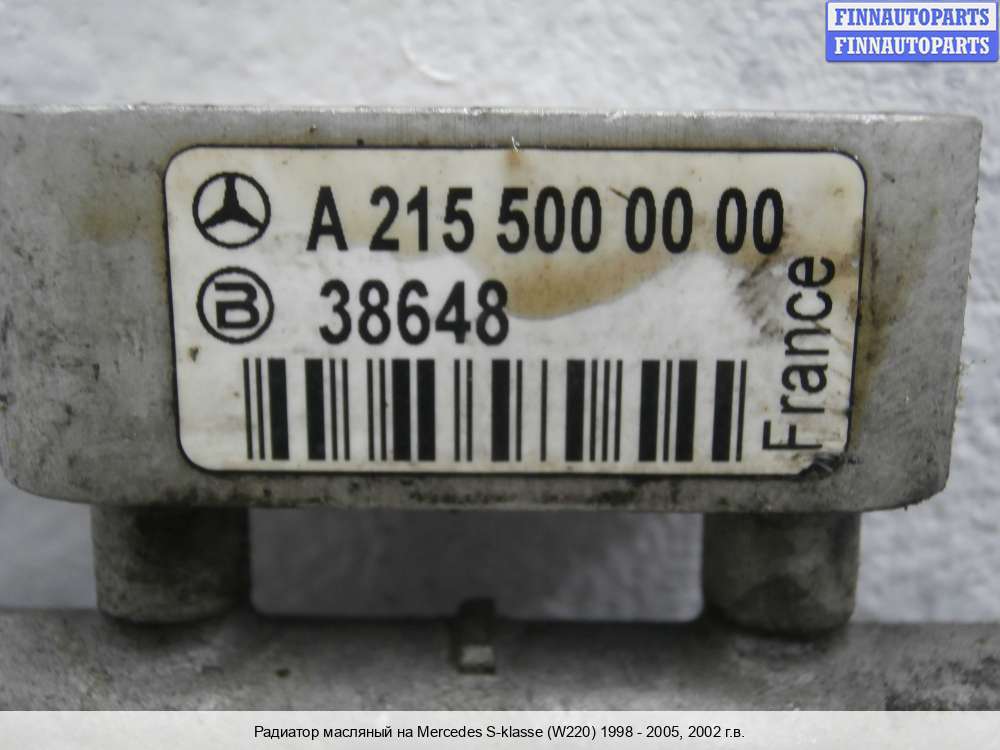 FINNAUTOPARTS
FINNAUTOPARTS
A 215 500 00 00
B 38648
France
Радиатор масляный на Mercedes S-klasse (W220) 1998 - 2005, 2002 г.в.